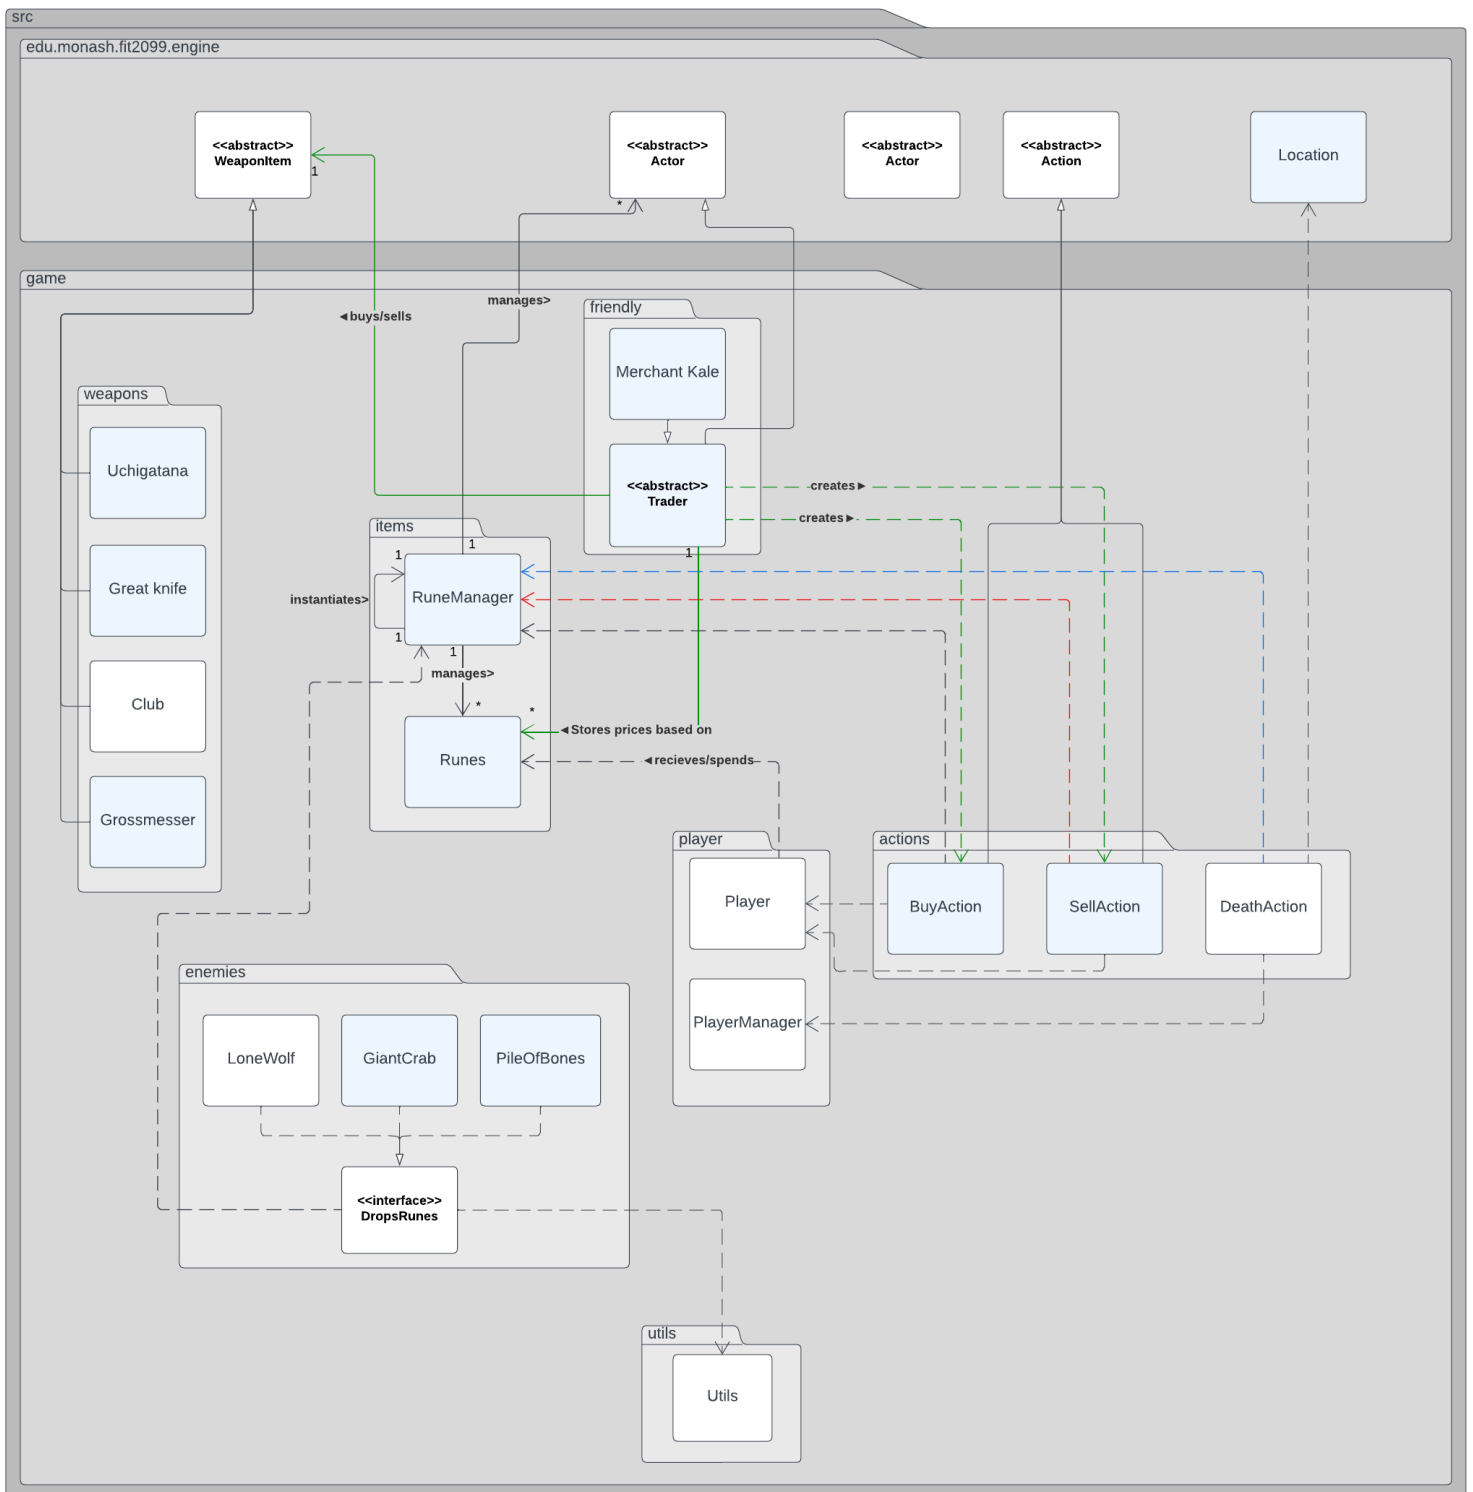 src
edu.monash.fit2099.engine
<<abstract>>
WeaponItem
1
<<abstract>>
Actor
*
<<abstract>>
Actor
<<abstract>>
Action
Location
game
manages>
◄buys/sells
friendly
Merchant Kale
<<abstract>>
Trader
1
creates►
creates►
weapons
Uchigatana
Great knife
Club
Grossmesser
items
1
1
RuneManager
instantiates>
1
1
manages>
*
*
Runes
◄Stores prices based on
◄recieves/spends
player
Player
PlayerManager
actions
BuyAction
SellAction
DeathAction
enemies
LoneWolf
GiantCrab
PileOfBones
<<interface>>
DropsRunes
utils
Utils